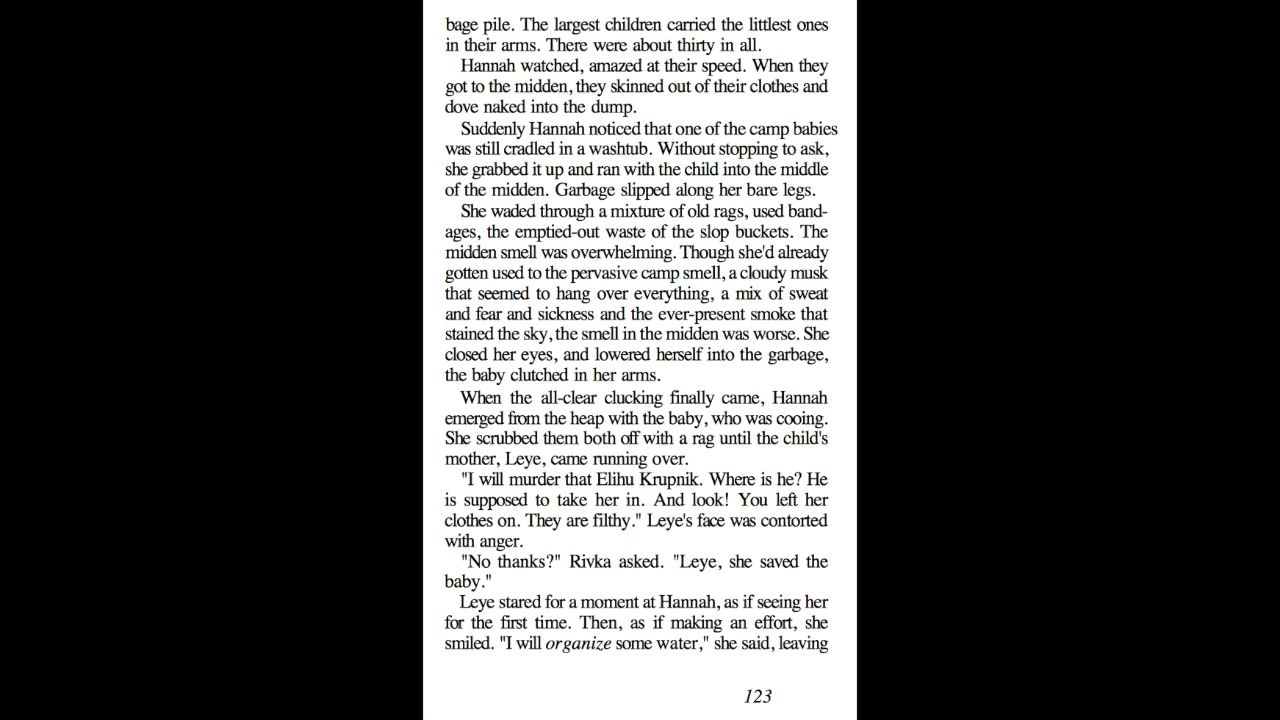 bage pile. The largest children carried the littlest ones
in their arms. There were about thirty in all.
Hannah watched, amazed at their speed. When they
got to the midden, they skinned out of their clothes and
dove naked into the dump.
Suddenly Hannah noticed that one of the camp babies
was still cradled in a washtub. Without stopping to ask,
she grabbed it up and ran with the child into the middle
of the midden. Garbage slipped along her bare legs.
She waded through a mixture of old rags, used band-
ages, the emptied-out waste of the slop buckets. The
midden smell was overwhelming. Though she'd already
gotten used to the pervasive camp smell, a cloudy musk
that seemed to hang over everything, a mix of sweat
and fear and sickness and the ever-present smoke that
stained the sky, the smell in the midden was worse. She
closed her eyes, and lowered herself into the garbage,
the baby clutched in her arms.
When the all-clear clucking finally came, Hannah
emerged from the heap with the baby, who was cooing.
She scrubbed them both off with a rag until the child's
mother, Leye, came running over.
"I will murder that Elihu Krupnik. Where is he? He
is supposed to take her in. And look! You left her
clothes on. They are filthy." Leye's face was contorted
with anger.
"No thanks?" Rivka asked. "Leye, she saved the
baby."
Leye stared for a moment at Hannah, as if seeing her
for the first time. Then, as if making an effort, she
smiled. "I will organize some water," she said, leaving
123